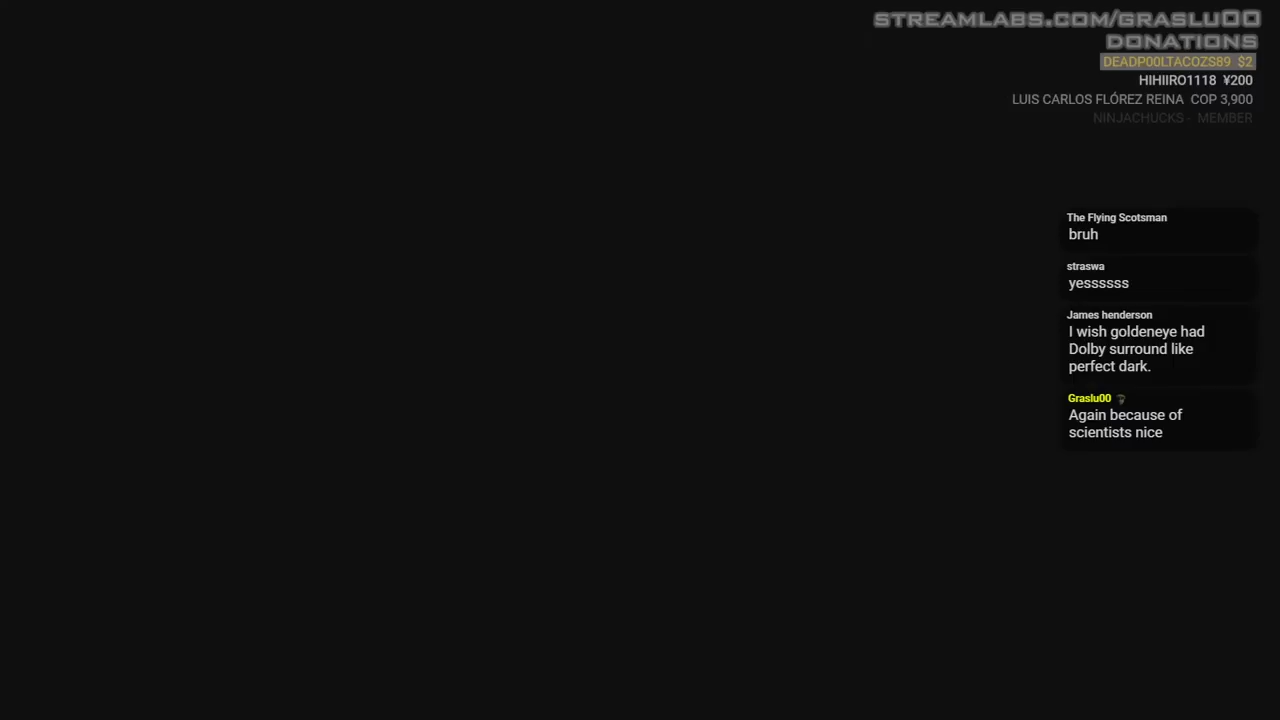 STREAMLABS.COM/GRASLU00
DONATIONS
DEADP00LTACOZS89 $2
HIHIIRO1118 ¥200
LUIS CARLOS FLÓREZ REINA COP 3,900
NINJACHUCKS - MEMBER
The Flying Scotsman
bruh
straswa
yessssss
James henderson
I wish goldeneye had
Dolby surround like
perfect dark.
Graslu00
Again because of
scientists nice